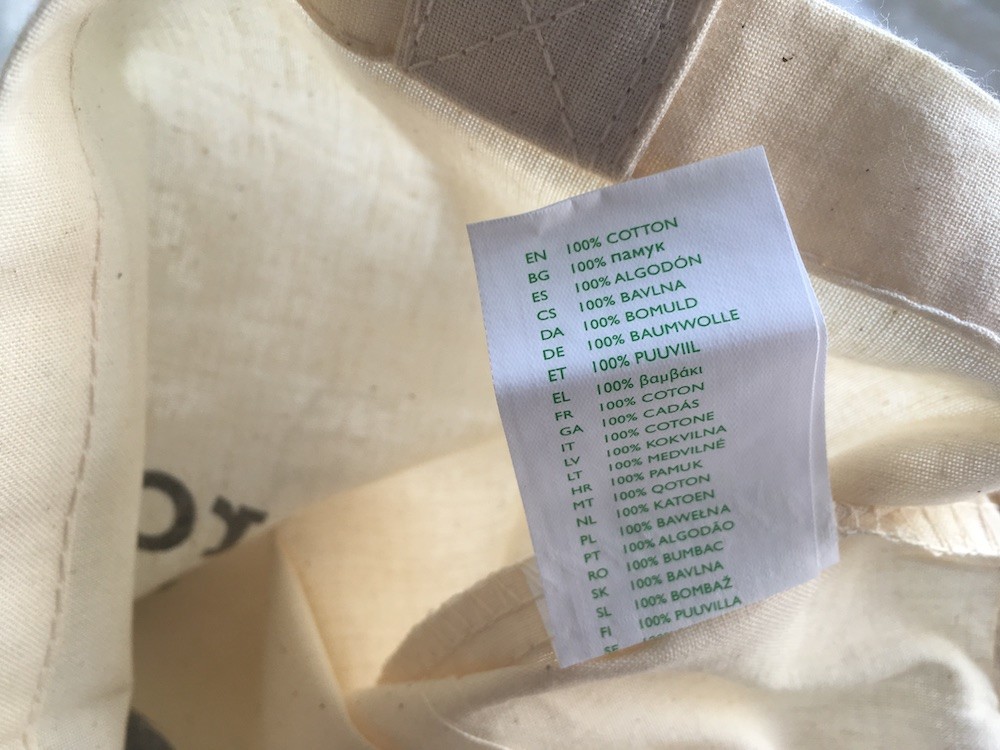 EN 100% COTTON
BG 100% памук
ES 100% ALGODÓN
CS 100% BAVLNA
DA 100% BOMULD
DE 100% BAUMWOLLE
ET 100% PUUVIIL
EL 100% βαμβάκι
FR 100% COTON
GA 100% CADÁS
IT 100% COTONE
LV 100% KOKVILNA
LT 100% MEDVILNÉ
HR 100% PAMUK
MT 100% QOTON
NL 100% KATOEN
PL 100% BAWEŁNA
PT 100% ALGODÃO
RO 100% BUMBAC
SK 100% BAVLNA
SL 100% BOMBAŽ
FI 100% PUUVILLA
SE